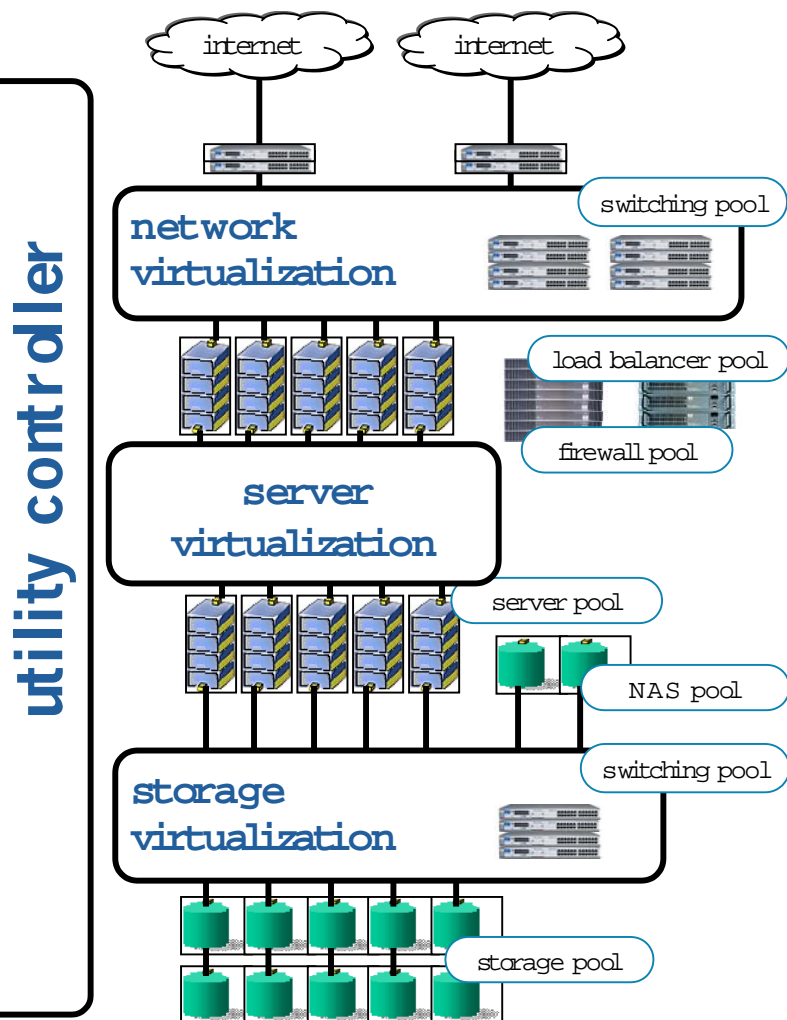 internet
internet
utility controller
network
virtualization
switching pool
load balancer pool
firewall pool
server
virtualization
server pool
NAS pool
switching pool
storage
virtualization
storage pool